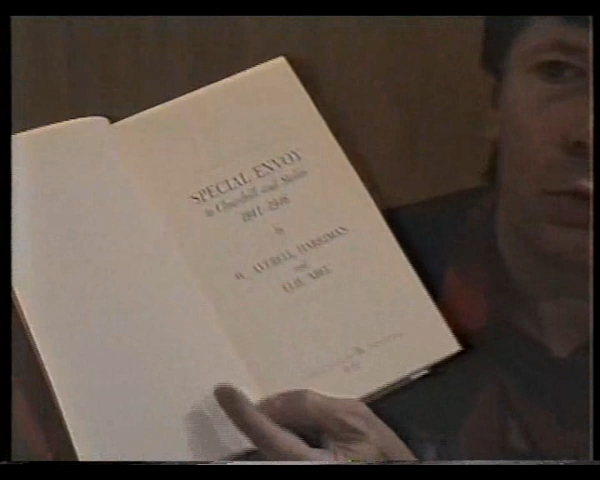 SPECIAL ENVOY
to Churchill and Stalin
1941-1946
by
W. AVERELL HARRIMAN
and
ELIE ABEL